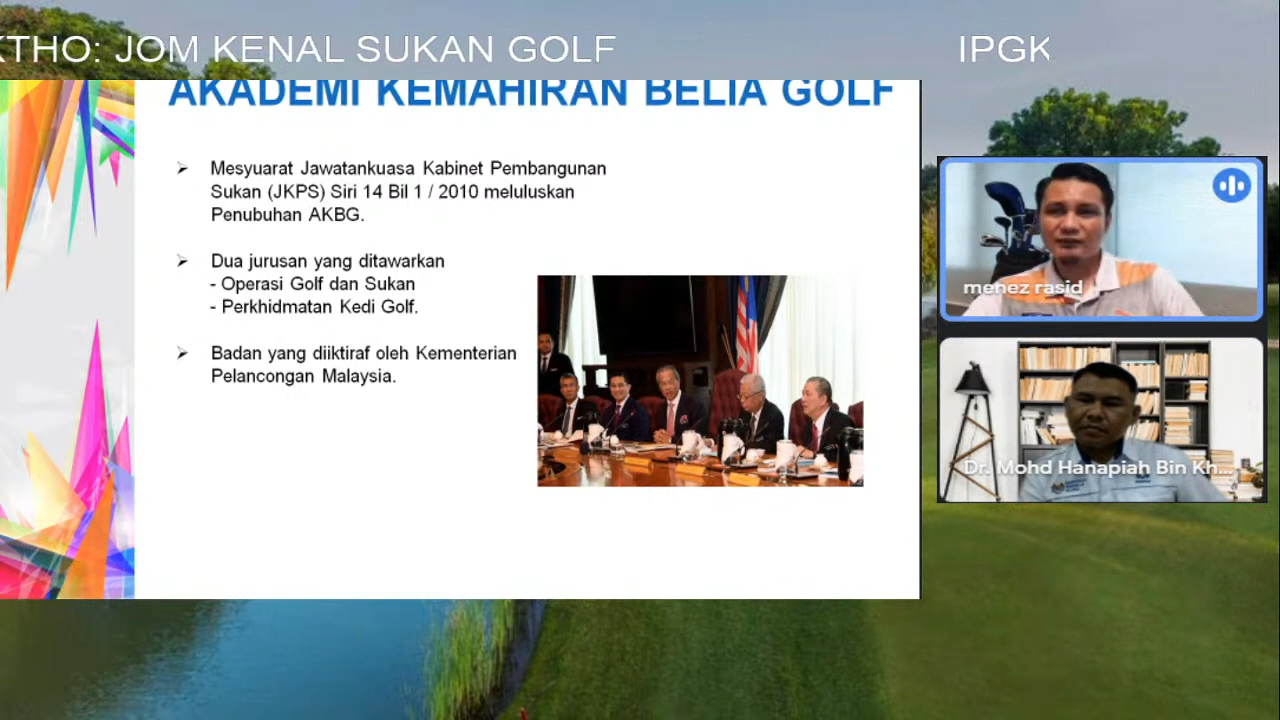 KTHO: JOM KENAL SUKAN GOLF IPGK
AKADEMI KEMAHIRAN BELIA GOLF
Mesyuarat Jawatankuasa Kabinet Pembangunan
Sukan (JKPS) Siri 14 Bil 1 / 2010 meluluskan
Penubuhan AKBG.
Dua jurusan yang ditawarkan
- Operasi Golf dan Sukan
- Perkhidmatan Kedi Golf.
Badan yang diiktiraf oleh Kementerian
Pelancongan Malaysia.
menez rasid
Dr. Mohd Hanapiah Bin Kh...